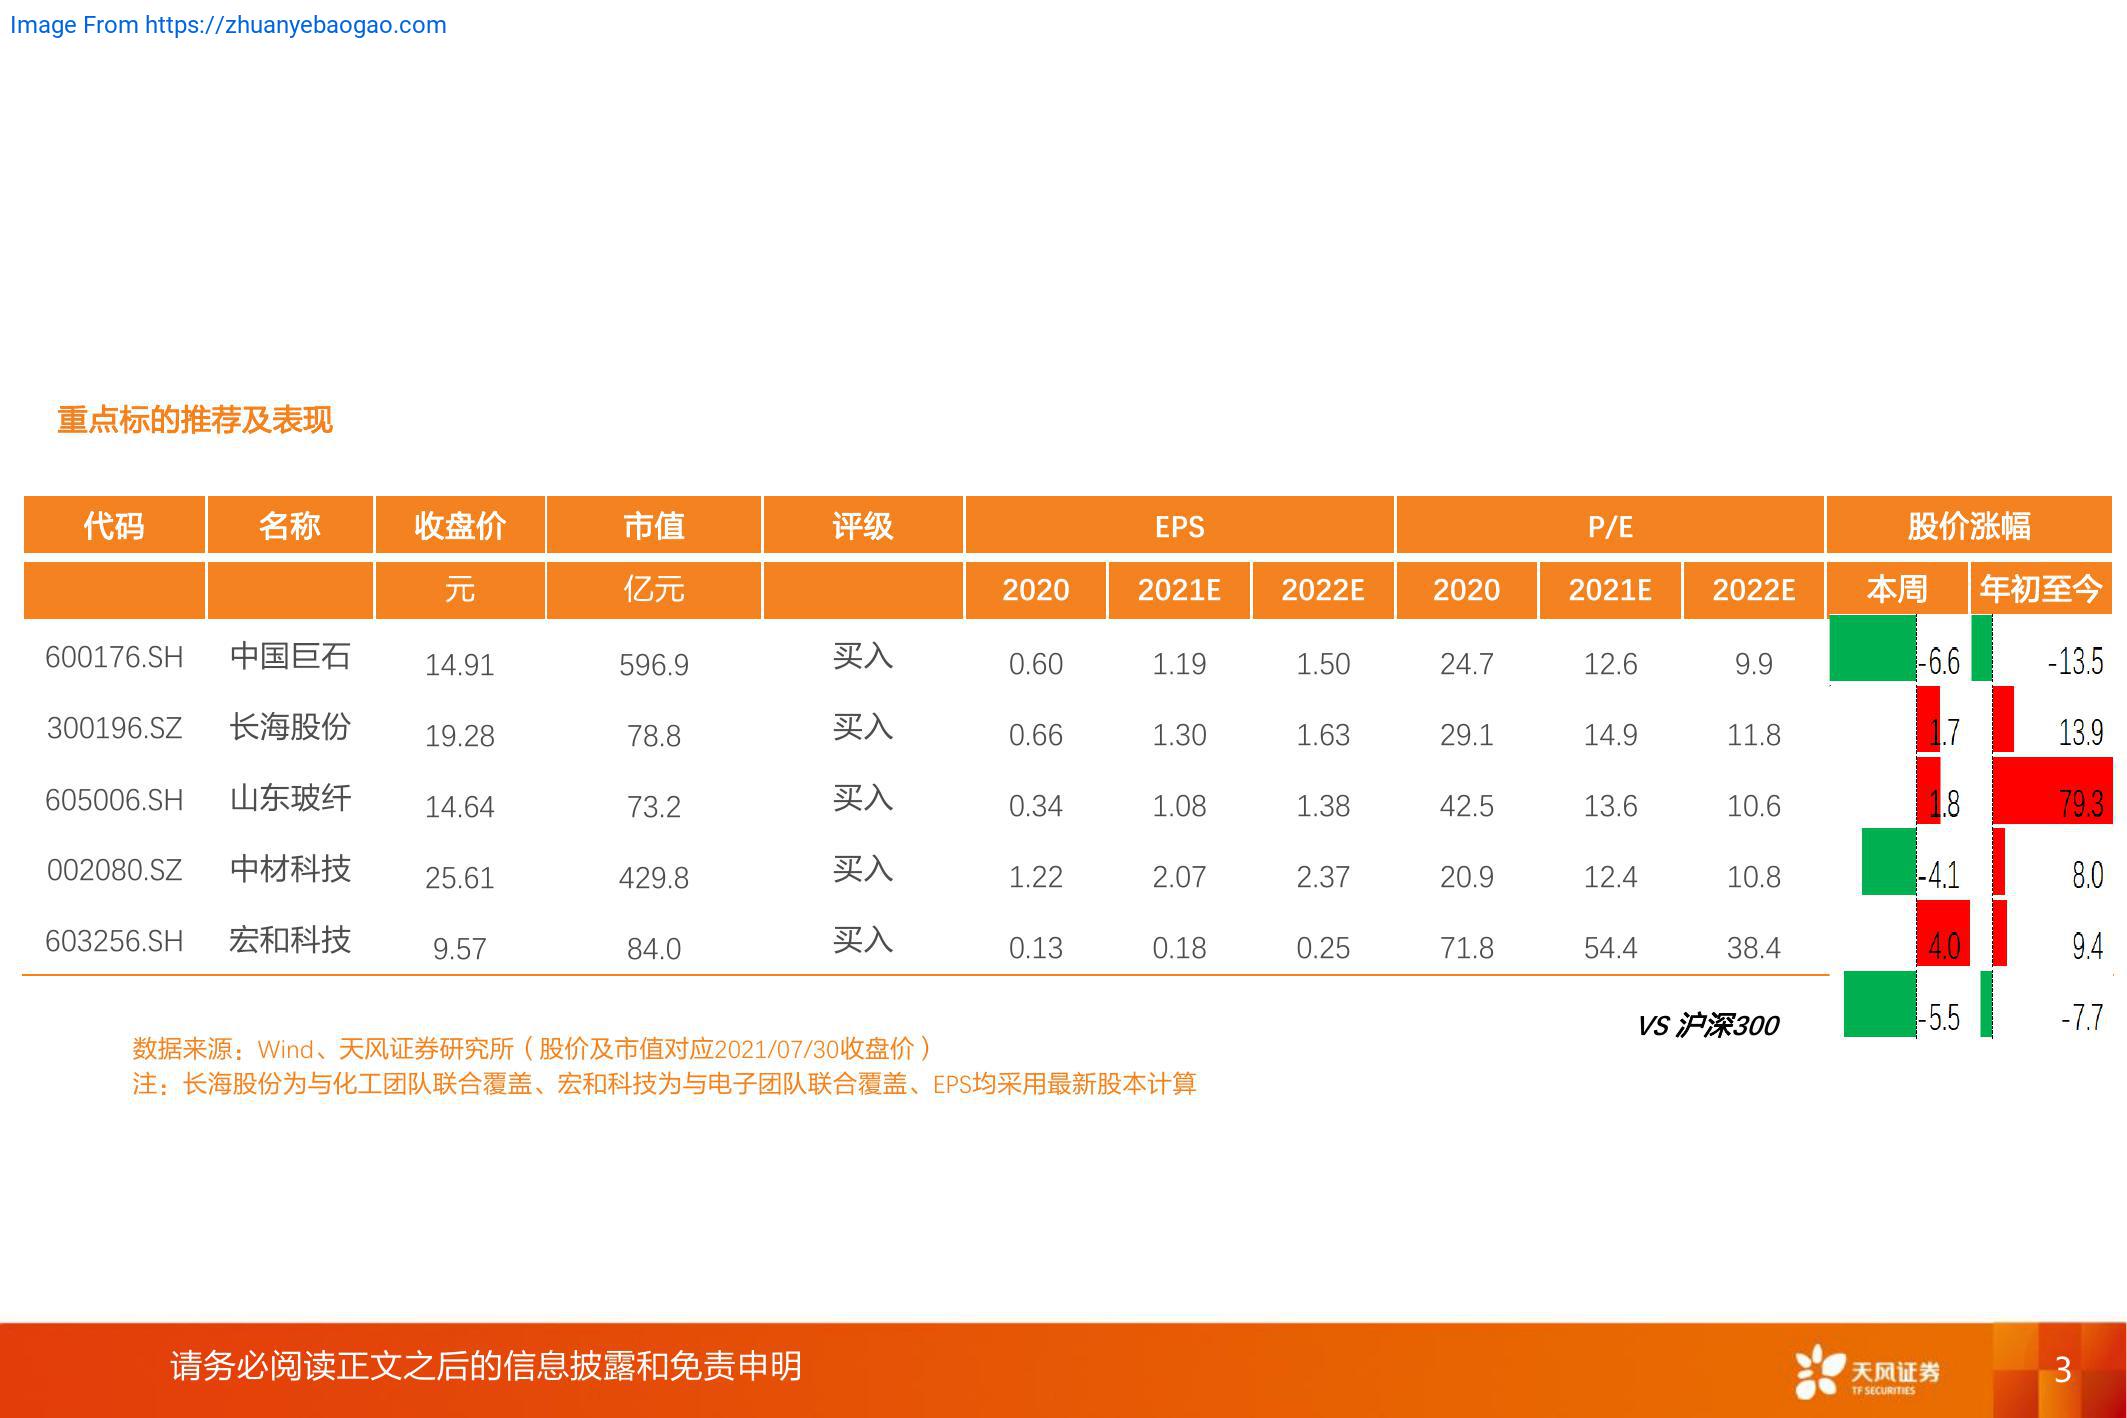 Image From https://zhuanyebaogao.com
重点标的推荐及表现
代码 名称 收盘价 市值 评级 EPS P/E 股价涨幅
元 亿元 2020 2021E 2022E 2020 2021E 2022E 本周 年初至今
600176.SH 中国巨石 14.91 596.9 买入 0.60 1.19 1.50 24.7 12.6 9.9 -6.6 -13.5
300196.SZ 长海股份 19.28 78.8 买入 0.66 1.30 1.63 29.1 14.9 11.8 1.7 13.9
605006.SH 山东玻纤 14.64 73.2 买入 0.34 1.08 1.38 42.5 13.6 10.6 1.8 79.3
002080.SZ 中材科技 25.61 429.8 买入 1.22 2.07 2.37 20.9 12.4 10.8 -4.1 8.0
603256.SH 宏和科技 9.57 84.0 买入 0.13 0.18 0.25 71.8 54.4 38.4 4.0 9.4
VS 沪深300 -5.5 -7.7
数据来源：Wind、天风证券研究所（股价及市值对应2021/07/30收盘价）
注：长海股份为与化工团队联合覆盖、宏和科技为与电子团队联合覆盖、EPS均采用最新股本计算
请务必阅读正文之后的信息披露和免责申明
天风证券
TF SECURITIES
3